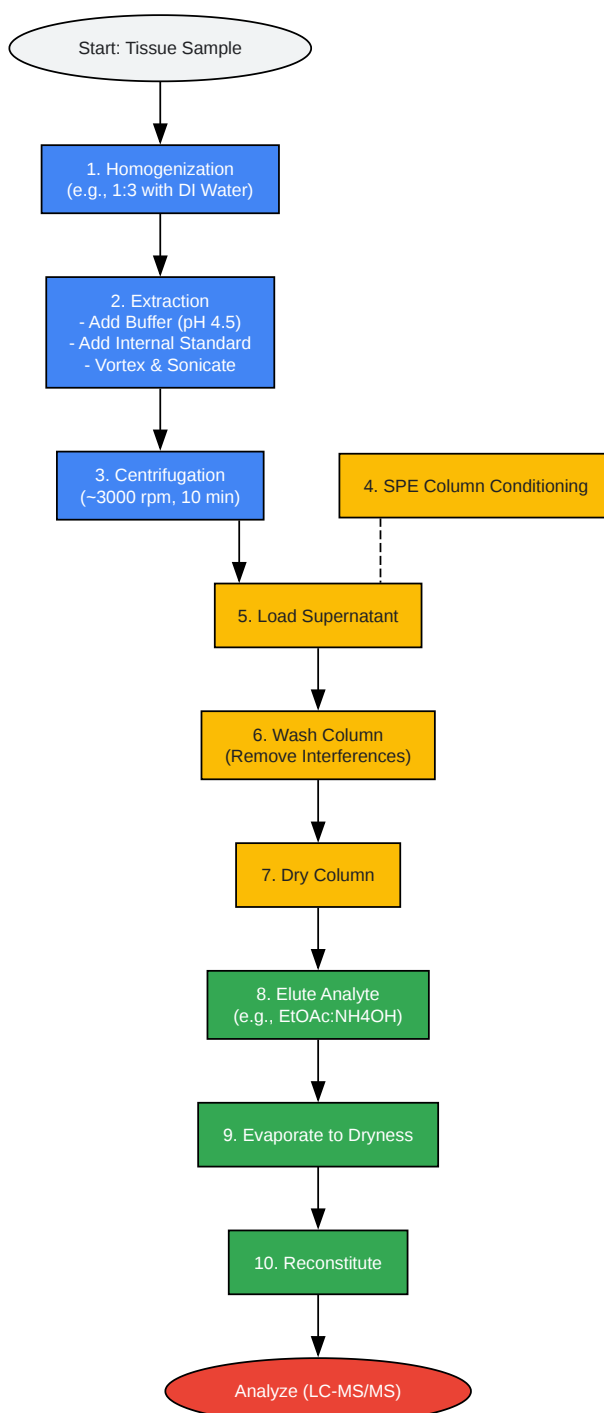 Start: Tissue Sample
1. Homogenization
(e.g., 1:3 with DI Water)
2. Extraction
- Add Buffer (pH 4.5)
- Add Internal Standard
- Vortex & Sonicate
3. Centrifugation
(~3000 rpm, 10 min)
4. SPE Column Conditioning
5. Load Supernatant
6. Wash Column
(Remove Interferences)
7. Dry Column
8. Elute Analyte
(e.g., EtOAc:NH4OH)
9. Evaporate to Dryness
10. Reconstitute
Analyze (LC-MS/MS)